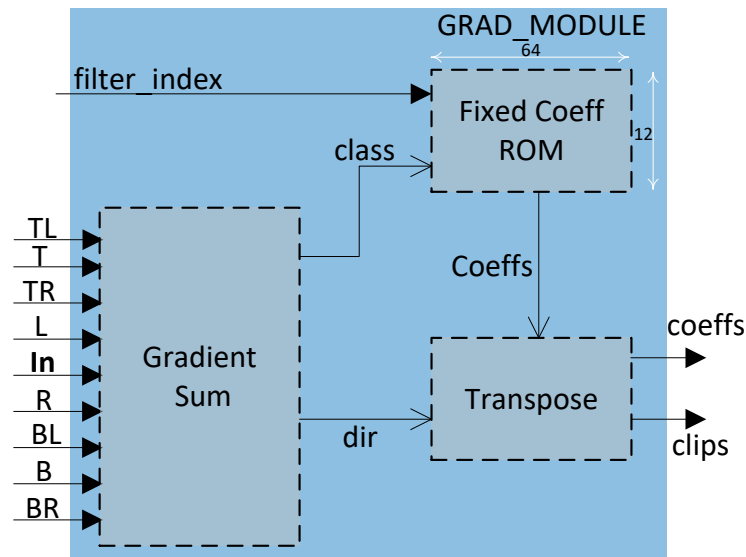 GRAD_MODULE
64
filter_index
Fixed Coeff
ROM
12
class
TL
T
TR
L
In
R
BL
B
BR
Gradient
Sum
Coeffs
coeffs
Transpose
dir
clips